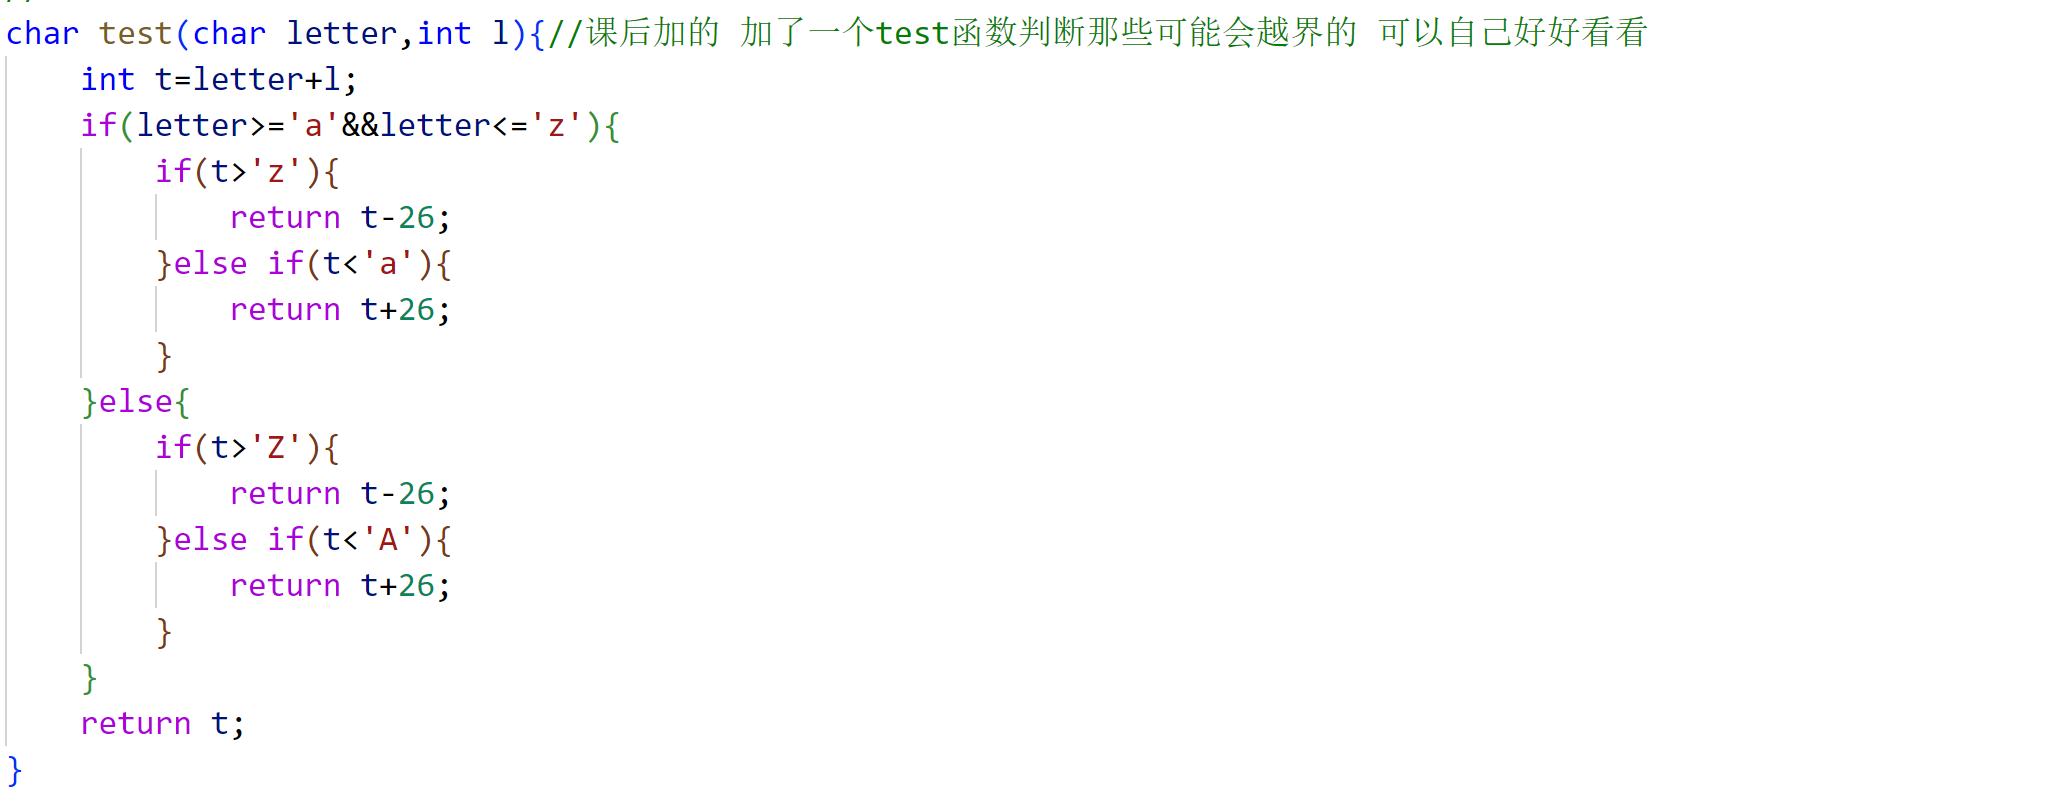 char test(char letter,int l){//课后加的 加了一个test函数判断那些可能会越界的 可以自己好好看看
    int t=letter+l;
    if(letter>='a'&&letter<='z'){
        if(t>'z'){
            return t-26;
        }else if(t<'a'){
            return t+26;
        }
    }else{
        if(t>'Z'){
            return t-26;
        }else if(t<'A'){
            return t+26;
        }
    }
    return t;
}